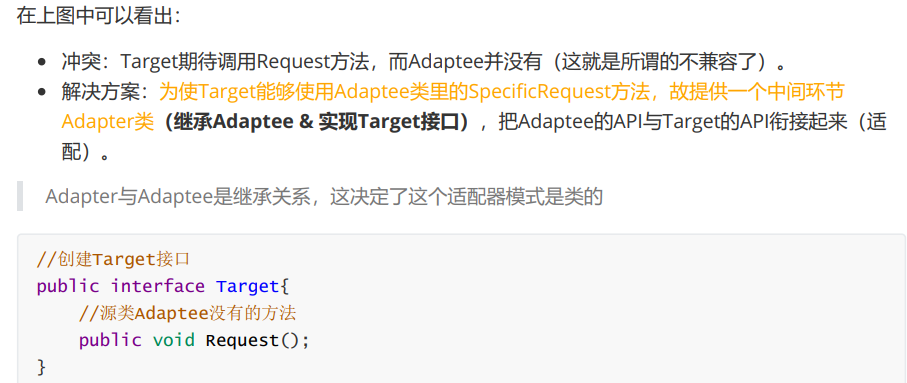 在上图中可以看出：
冲突：Target期待调用Request方法，而Adaptee并没有（这就是所谓的不兼容了）。
解决方案：为使Target能够使用Adaptee类里的SpecificRequest方法，故提供一个中间环节
Adapter类（继承Adaptee & 实现Target接口），把Adaptee的API与Target的API衔接起来（适
配）。
Adapter与Adaptee是继承关系，这决定了这个适配器模式是类的
//创建Target接口
public interface Target{
    //源类Adaptee没有的方法
    public void Request();
}